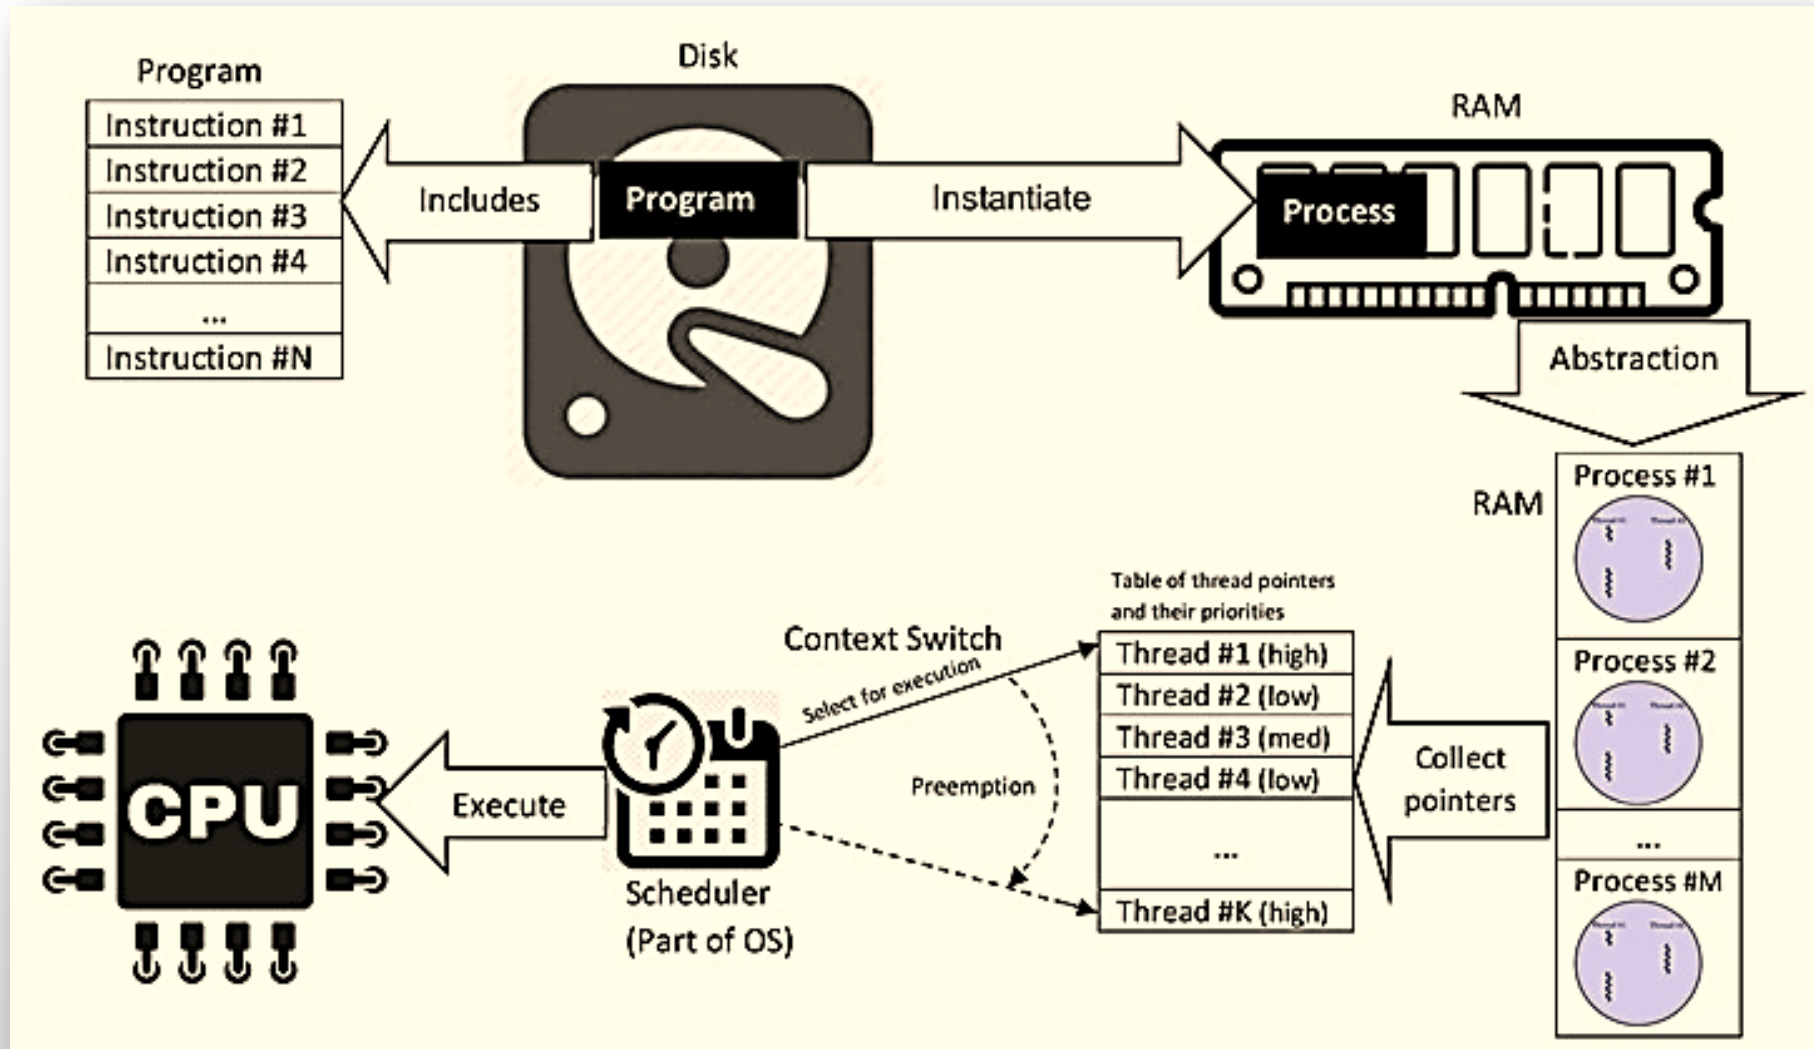 Program
Instruction #1
Instruction #2
Instruction #3
Instruction #4
...
Instruction #N
Includes
Disk
Program
Instantiate
RAM
Process
Abstraction
RAM
Process #1
Process #2
...
Process #M
Collect
pointers
Table of thread pointers
and their priorities
Thread #1 (high)
Thread #2 (low)
Thread #3 (med)
Thread #4 (low)
...
Thread #K (high)
Context Switch
Select for execution
Preemption
Scheduler
(Part of OS)
Execute
CPU